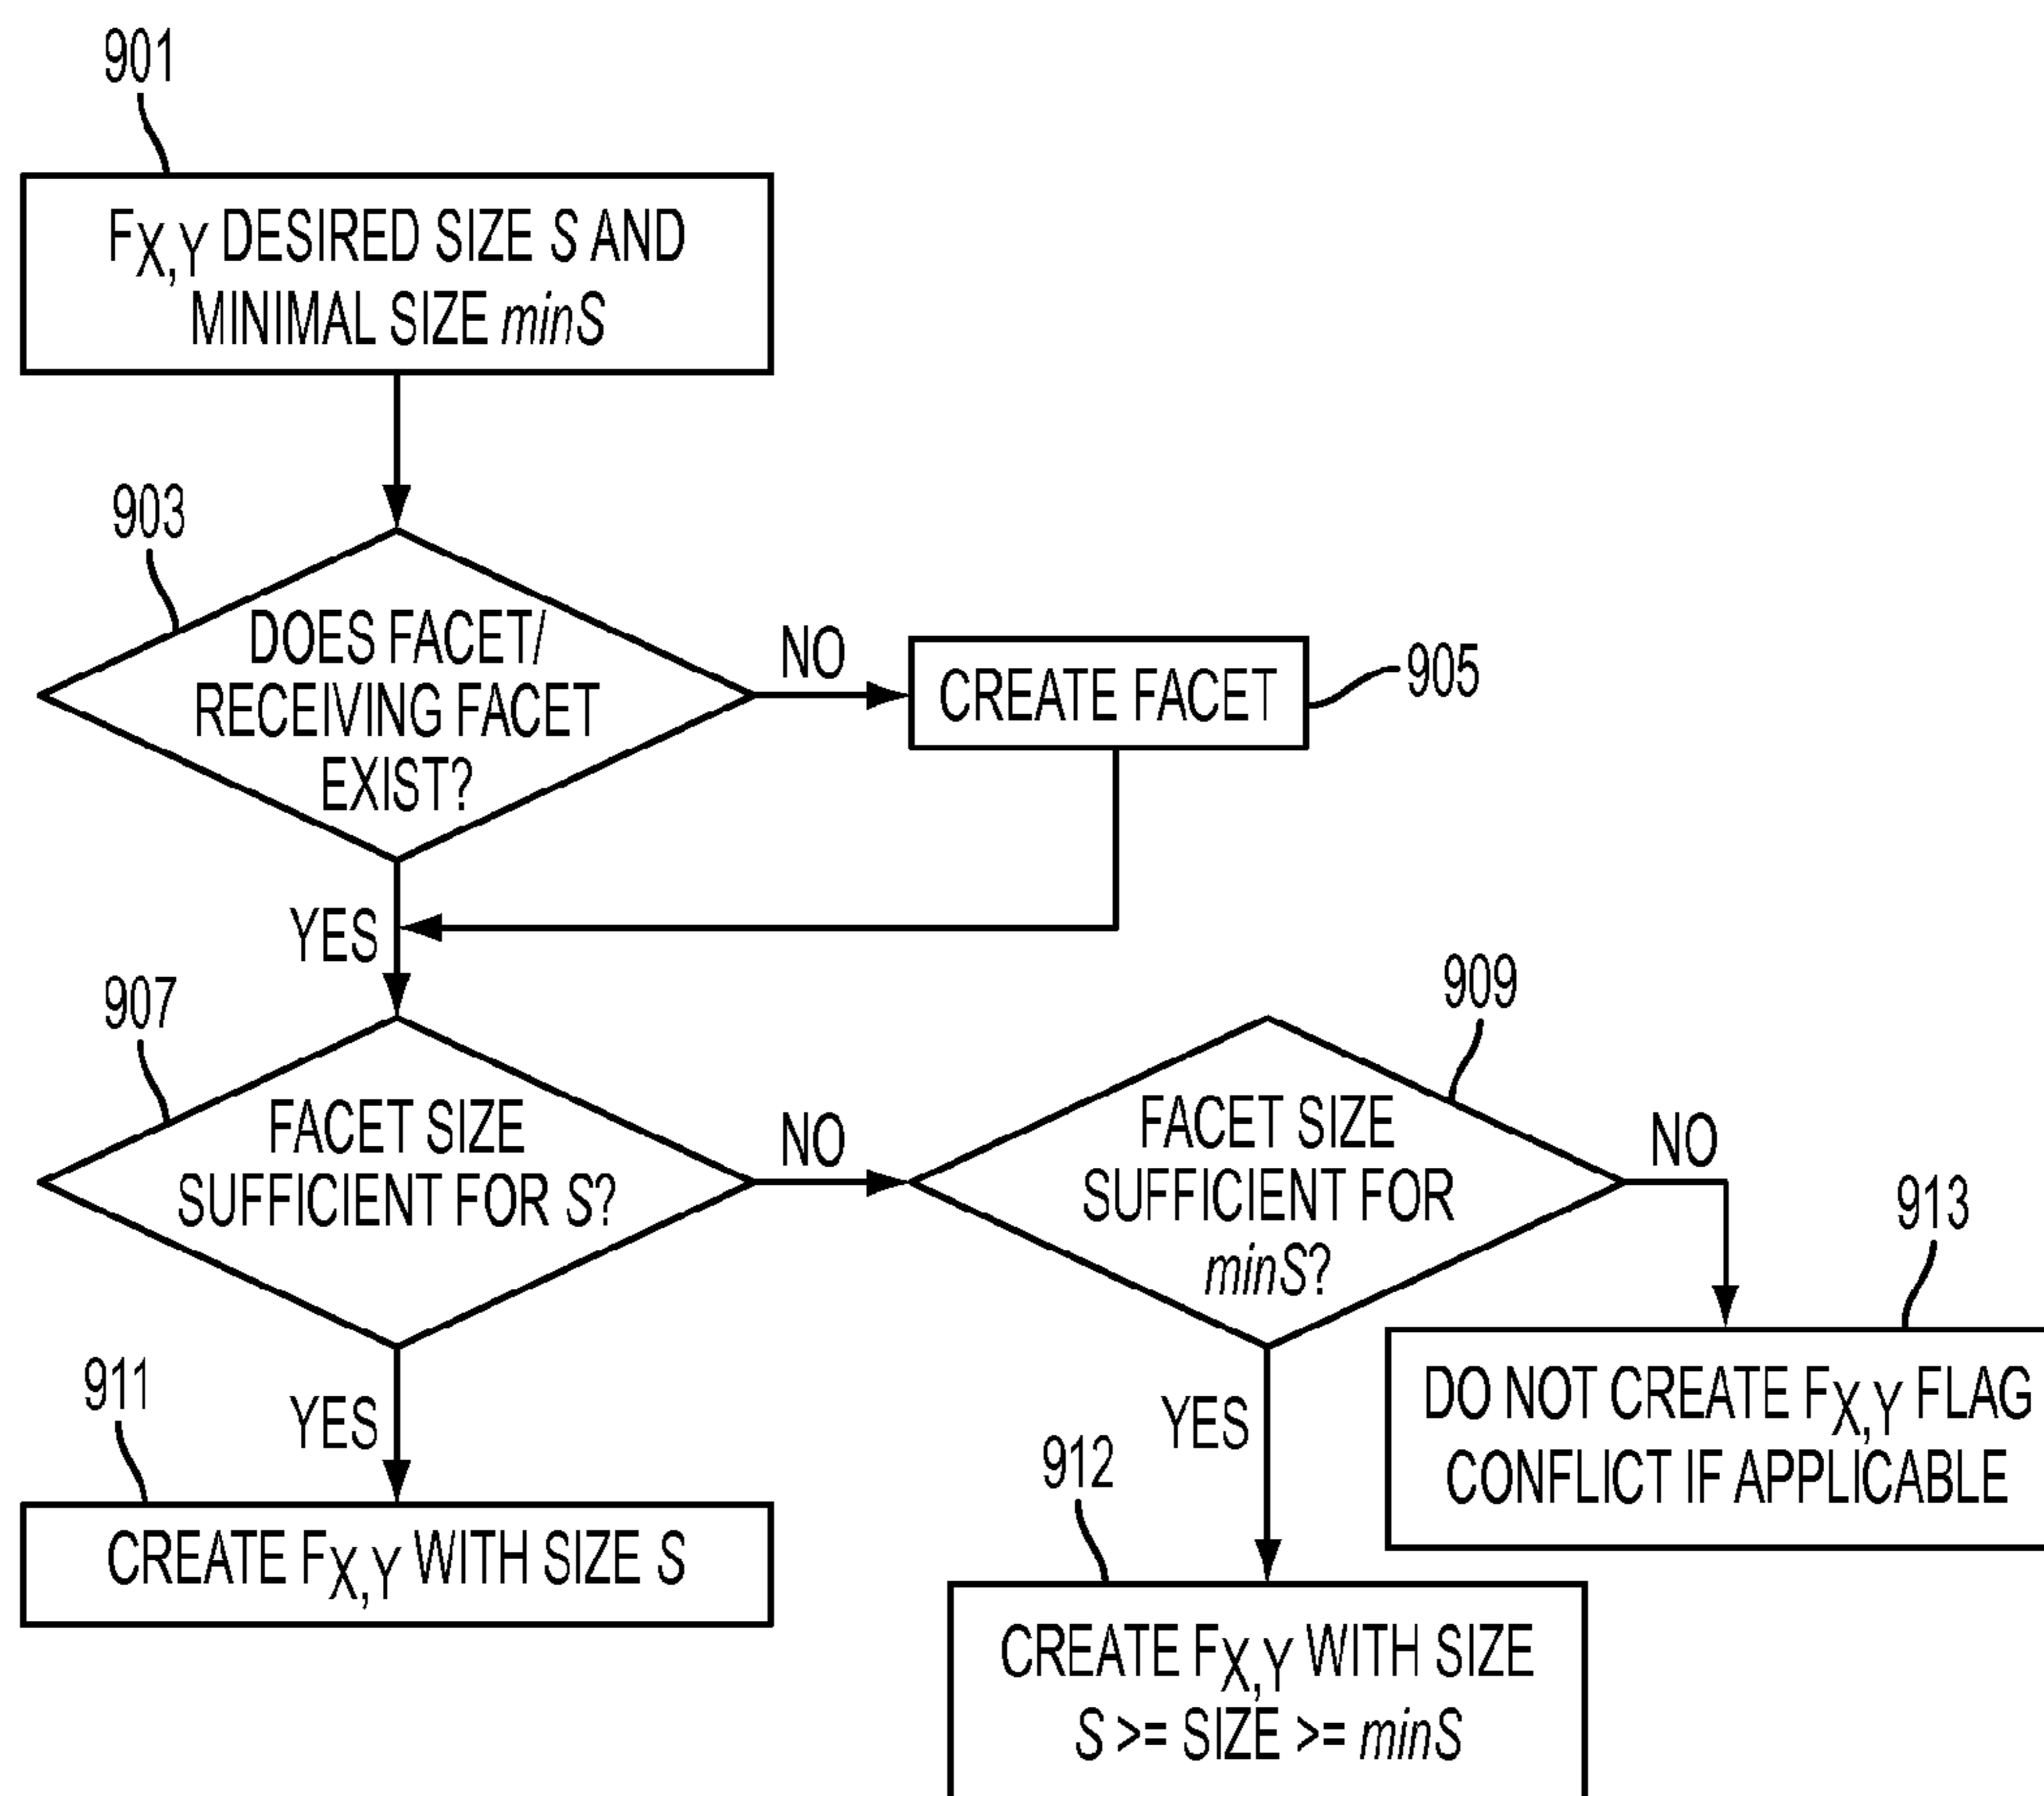 901
FX,Y DESIRED SIZE S AND
MINIMAL SIZE minS
903
DOES FACET/
RECEIVING FACET
EXIST?
NO
CREATE FACET
905
YES
907
FACET SIZE
SUFFICIENT FOR S?
NO
909
FACET SIZE
SUFFICIENT FOR
minS?
NO
913
DO NOT CREATE FX,Y FLAG
CONFLICT IF APPLICABLE
911
YES
CREATE FX,Y WITH SIZE S
YES
912
CREATE FX,Y WITH SIZE
S >= SIZE >= minS